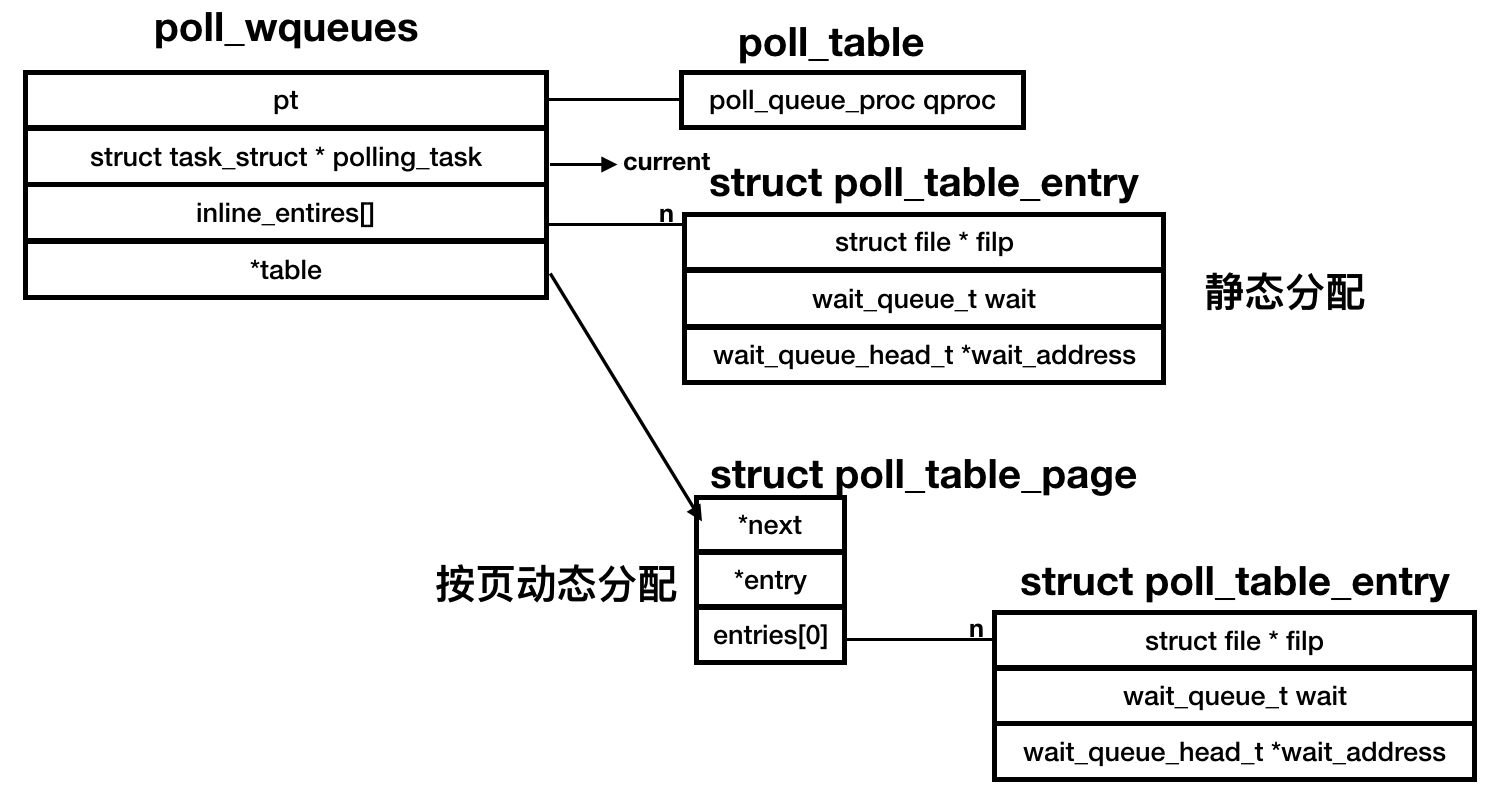 poll_wqueues
pt
struct task_struct * polling_task
inline_entires[]
*table
poll_table
poll_queue_proc qproc
current
struct poll_table_entry
n
struct file * filp
wait_queue_t wait
wait_queue_head_t *wait_address
静态分配
struct poll_table_page
*next
*entry
entries[0]
按页动态分配
struct poll_table_entry
n
struct file * filp
wait_queue_t wait
wait_queue_head_t *wait_address